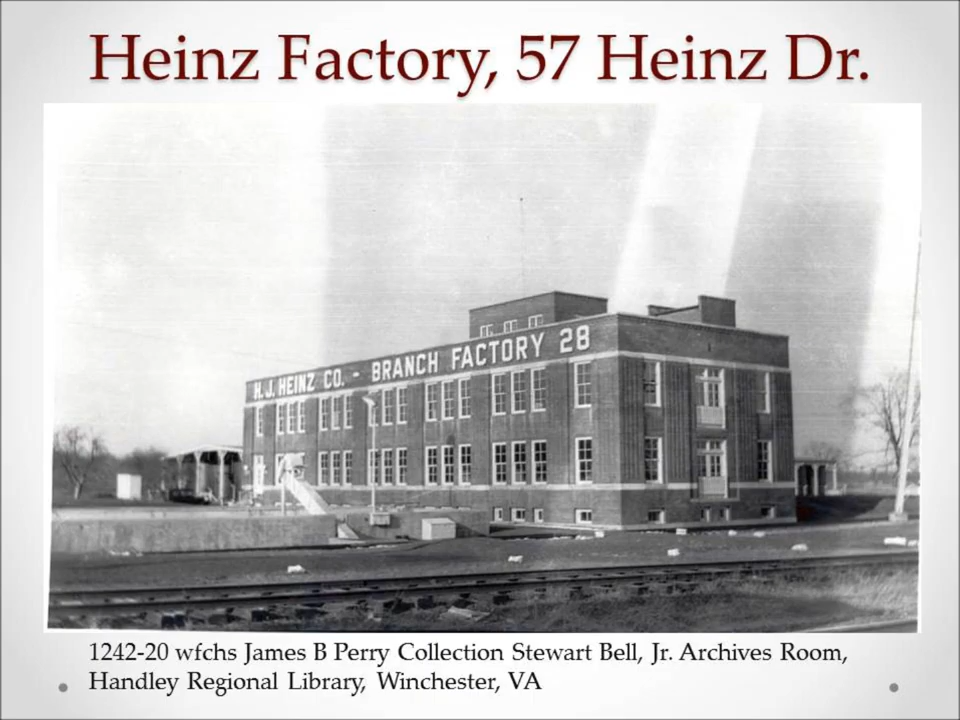 Heinz Factory, 57 Heinz Dr.
H. J. HEINZ CO. - BRANCH FACTORY 28
1242-20 wfchs James B Perry Collection Stewart Bell, Jr. Archives Room,
Handley Regional Library, Winchester, VA